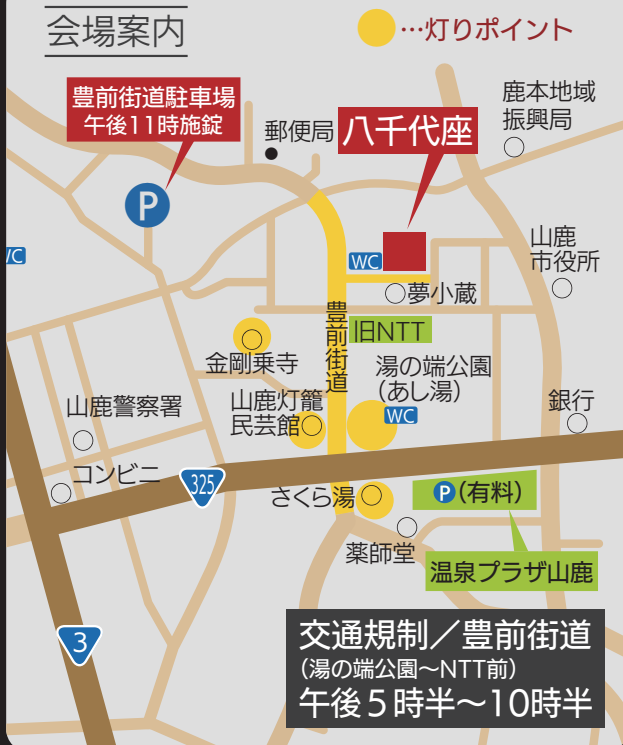 会場案内
…灯りポイント
豊前街道駐車場
午後11時施錠
郵便局
八千代座
鹿本地域
振興局
P
WC
WC
山鹿
市役所
夢小蔵
豊前街道
旧NTT
金剛乗寺
湯の端公園
(あし湯)
WC
山鹿灯籠
民芸館
山鹿警察署
銀行
コンビニ
325
さくら湯
P(有料)
薬師堂
温泉プラザ山鹿
3
交通規制／豊前街道
(湯の端公園～NTT前)
午後5時半～10時半